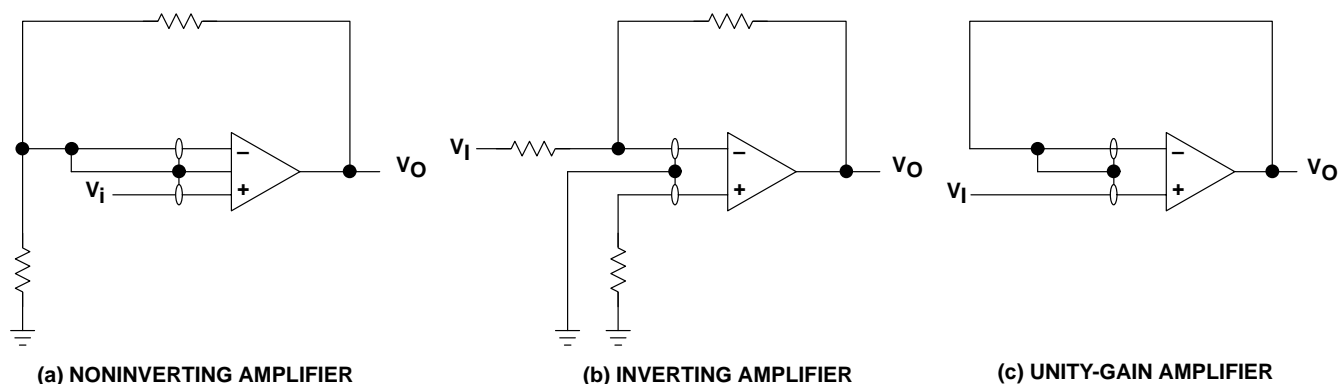 Vi
−
+
VO
(a) NONINVERTING AMPLIFIER
VI
−
+
VO
(b) INVERTING AMPLIFIER
VI
−
+
VO
(c) UNITY-GAIN AMPLIFIER